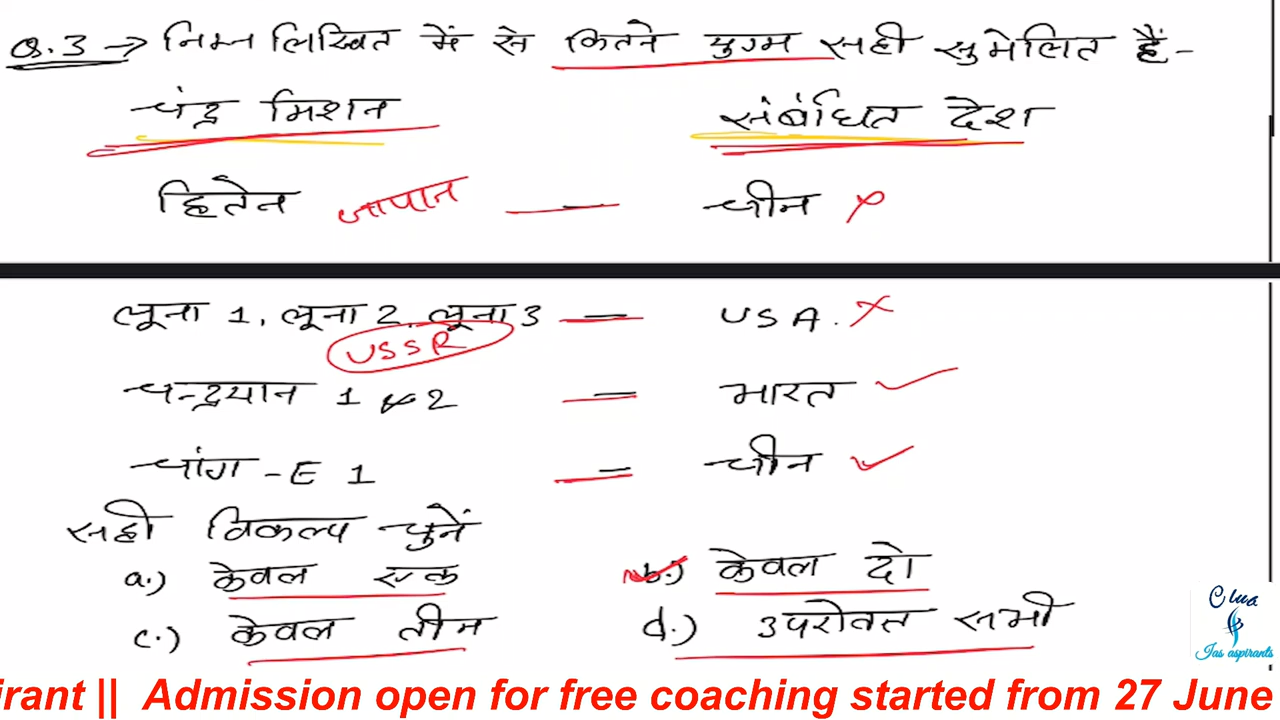 Q.3 → निम्न लिखित में से कितने युग्म सही सुमेलित हैं-
चंद्र मिशन संबंधित देश
हितेन जापान — चीन ✗
लूना 1, लूना 2, लूना 3 — USA. ✗
USSR
चन्द्रयान 1 & 2 — भारत ✓
चांग - E 1 — चीन ✓
सही विकल्प चुनें
a.) केवल एक b.) केवल दो
c.) केवल तीन d.) उपरोक्त सभी
Clua
Ias aspirants
irant || Admission open for free coaching started from 27 June